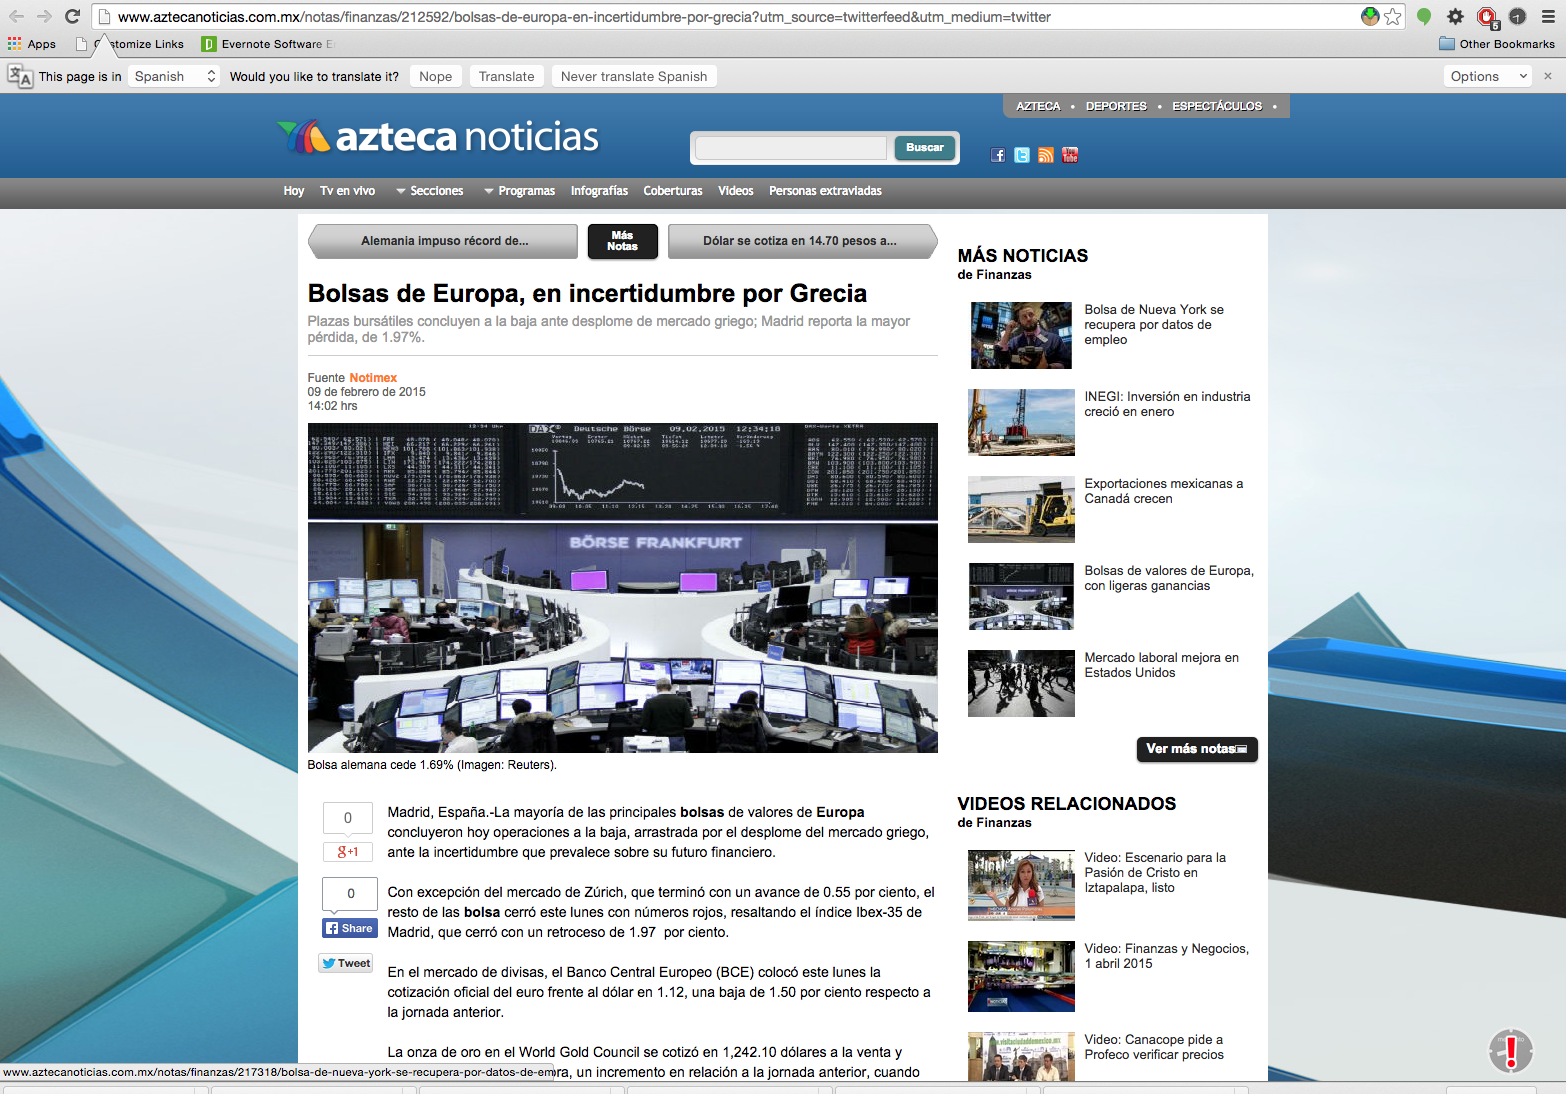 www.aztecanoticias.com.mx/notas/finanzas/212592/bolsas-de-europa-en-incertidumbre-por-grecia?utm_source=twitterfeed&utm_medium=twitter
5
Apps
Customize Links
Evernote Software E
Other Bookmarks
This page is in
Spanish
Would you like to translate it?
Nope
Translate
Never translate Spanish
Options
AZTECA • DEPORTES • ESPECTÁCULOS •
azteca noticias
Buscar
You Tube
Hoy
Tv en vivo
Secciones
Programas
Infografías
Coberturas
Videos
Personas extraviadas
Alemania impuso récord de...
Más Notas
Dólar se cotiza en 14.70 pesos a...
Bolsas de Europa, en incertidumbre por Grecia
Plazas bursátiles concluyen a la baja ante desplome de mercado griego; Madrid reporta la mayor
pérdida, de 1.97%.
Fuente Notimex
09 de febrero de 2015
14:02 hrs
12:34 Uhr
DAX Deutsche Börse 09.02.2015 12:34:18
BÖRSE FRANKFURT
Bolsa alemana cede 1.69% (Imagen: Reuters).
0
g+1
0
Share
Tweet
Madrid, España.-La mayoría de las principales bolsas de valores de Europa
concluyeron hoy operaciones a la baja, arrastrada por el desplome del mercado griego,
ante la incertidumbre que prevalece sobre su futuro financiero.
Con excepción del mercado de Zúrich, que terminó con un avance de 0.55 por ciento, el
resto de las bolsa cerró este lunes con números rojos, resaltando el índice Ibex-35 de
Madrid, que cerró con un retroceso de 1.97 por ciento.
En el mercado de divisas, el Banco Central Europeo (BCE) colocó este lunes la
cotización oficial del euro frente al dólar en 1.12, una baja de 1.50 por ciento respecto a
la jornada anterior.
La onza de oro en el World Gold Council se cotizó en 1,242.10 dólares a la venta y
ra, un incremento en relación a la jornada anterior, cuando
MÁS NOTICIAS
de Finanzas
Bolsa de Nueva York se
recupera por datos de
empleo
INEGI: Inversión en industria
creció en enero
Exportaciones mexicanas a
Canadá crecen
Bolsas de valores de Europa,
con ligeras ganancias
Mercado laboral mejora en
Estados Unidos
Ver más notas
VIDEOS RELACIONADOS
de Finanzas
Video: Escenario para la
Pasión de Cristo en
Iztapalapa, listo
Video: Finanzas y Negocios,
1 abril 2015
Video: Canacope pide a
Profeco verificar precios
www.aztecanoticias.com.mx/notas/finanzas/217318/bolsa-de-nueva-york-se-recupera-por-datos-de-em